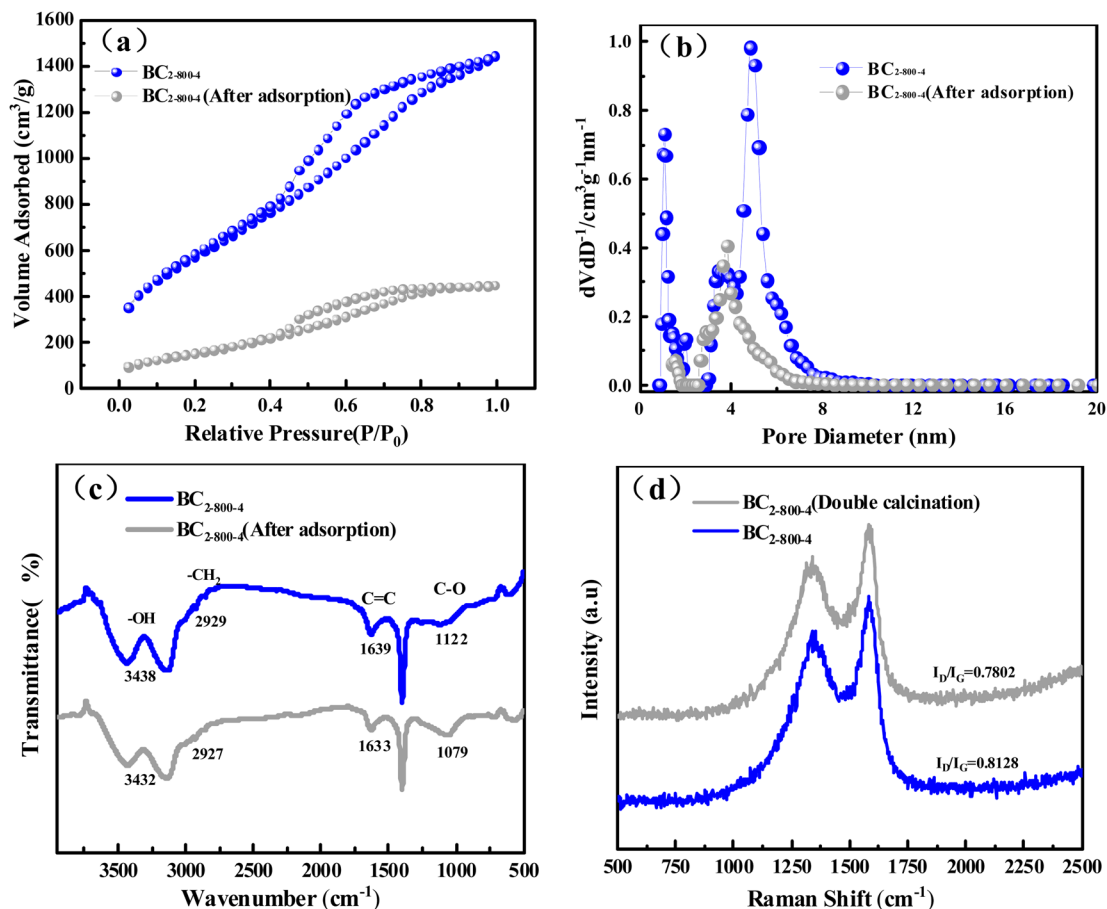 (a)
BC2-800-4
BC2-800-4 (After adsorption)
Volume Adsorbed (cm3/g)
1600
1400
1200
1000
800
600
400
200
0
0.0 0.2 0.4 0.6 0.8 1.0
Relative Pressure(P/P0)
(b)
BC2-800-4
BC2-800-4(After adsorption)
dVdD-1/cm3g-1nm-1
1.0
0.8
0.6
0.4
0.2
0.0
0 4 8 12 16 20
Pore Diameter (nm)
(c)
BC2-800-4
BC2-800-4(After adsorption)
Transmittance( %)
-OH
-CH2
C=C
C-O
3438
2929
1639
1122
3432
2927
1633
1079
3500 3000 2500 2000 1500 1000 500
Wavenumber (cm-1)
(d)
BC2-800-4(Double calcination)
BC2-800-4
Intensity (a.u)
ID/IG=0.7802
ID/IG=0.8128
500 750 1000 1250 1500 1750 2000 2250 2500
Raman Shift (cm-1)